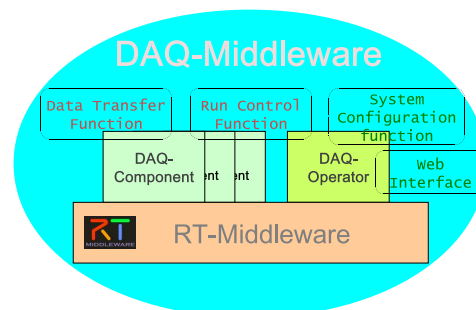 DAQ-Middleware
Data Transfer
Function
Run Control
Function
System
Configuration
function
DAQ-
Component
ent
ent
DAQ-
Operator
Web
Interface
RT
MIDDLEWARE
RT-Middleware